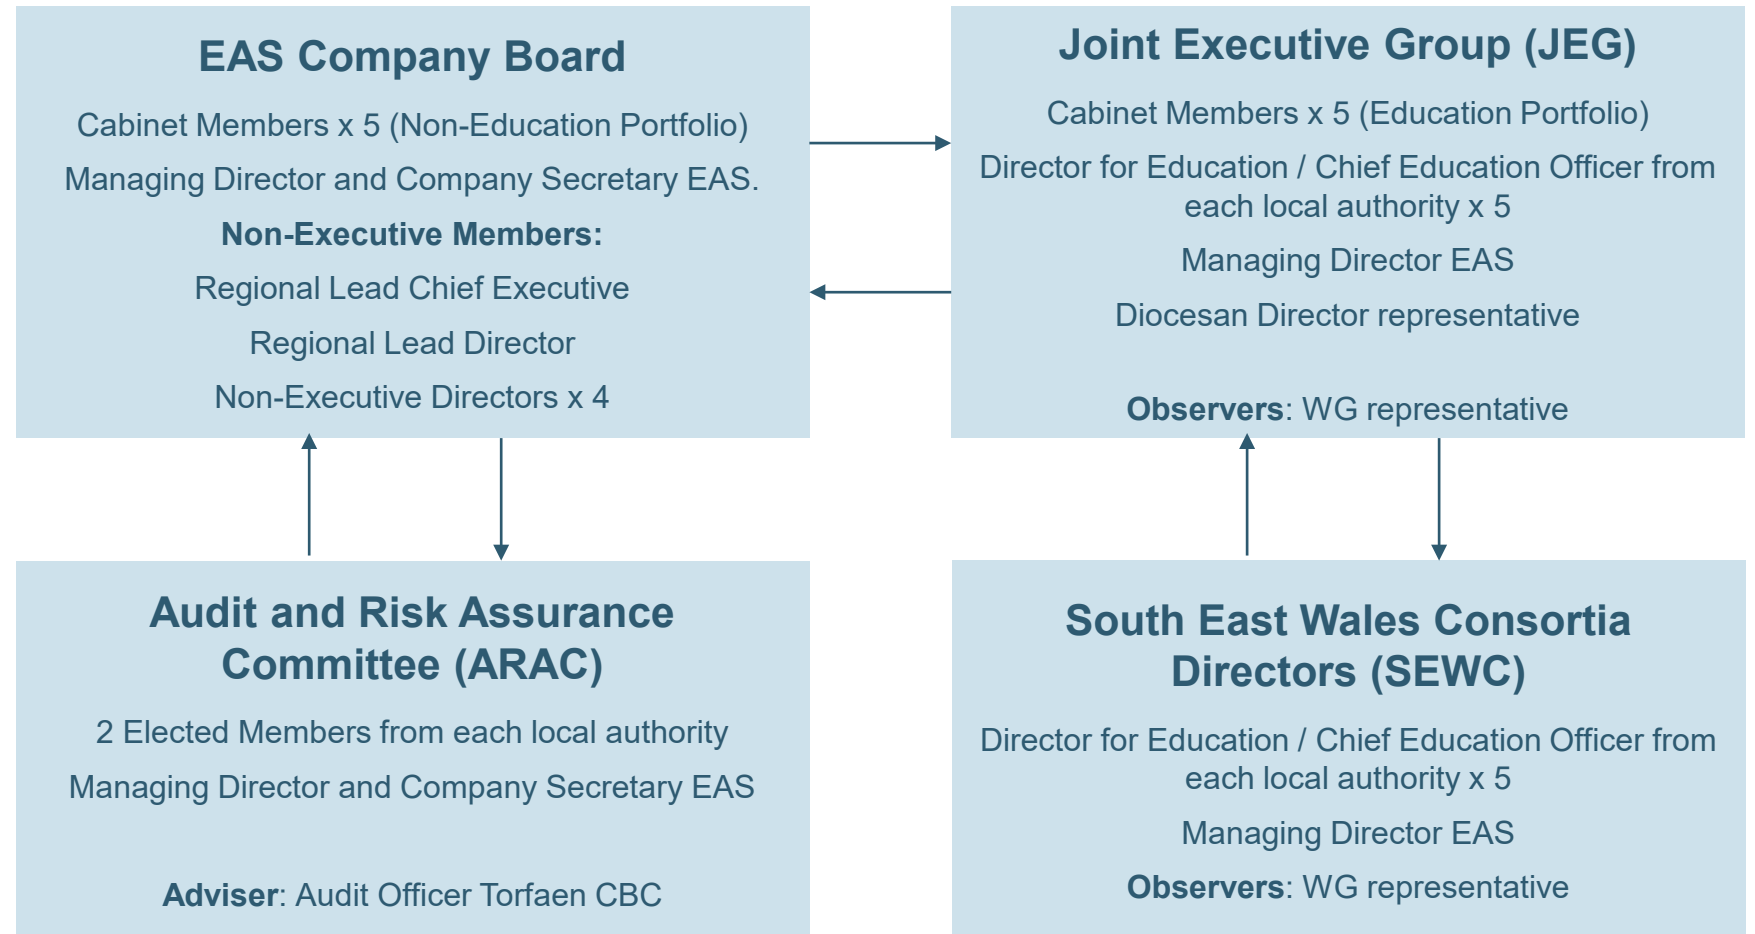 EAS Company Board
Cabinet Members x 5 (Non-Education Portfolio)
Managing Director and Company Secretary EAS.
Non-Executive Members:
Regional Lead Chief Executive
Regional Lead Director
Non-Executive Directors x 4
Joint Executive Group (JEG)
Cabinet Members x 5 (Education Portfolio)
Director for Education / Chief Education Officer from
each local authority x 5
Managing Director EAS
Diocesan Director representative
Observers: WG representative
Audit and Risk Assurance
Committee (ARAC)
2 Elected Members from each local authority
Managing Director and Company Secretary EAS
Adviser: Audit Officer Torfaen CBC
South East Wales Consortia
Directors (SEWC)
Director for Education / Chief Education Officer from
each local authority x 5
Managing Director EAS
Observers: WG representative